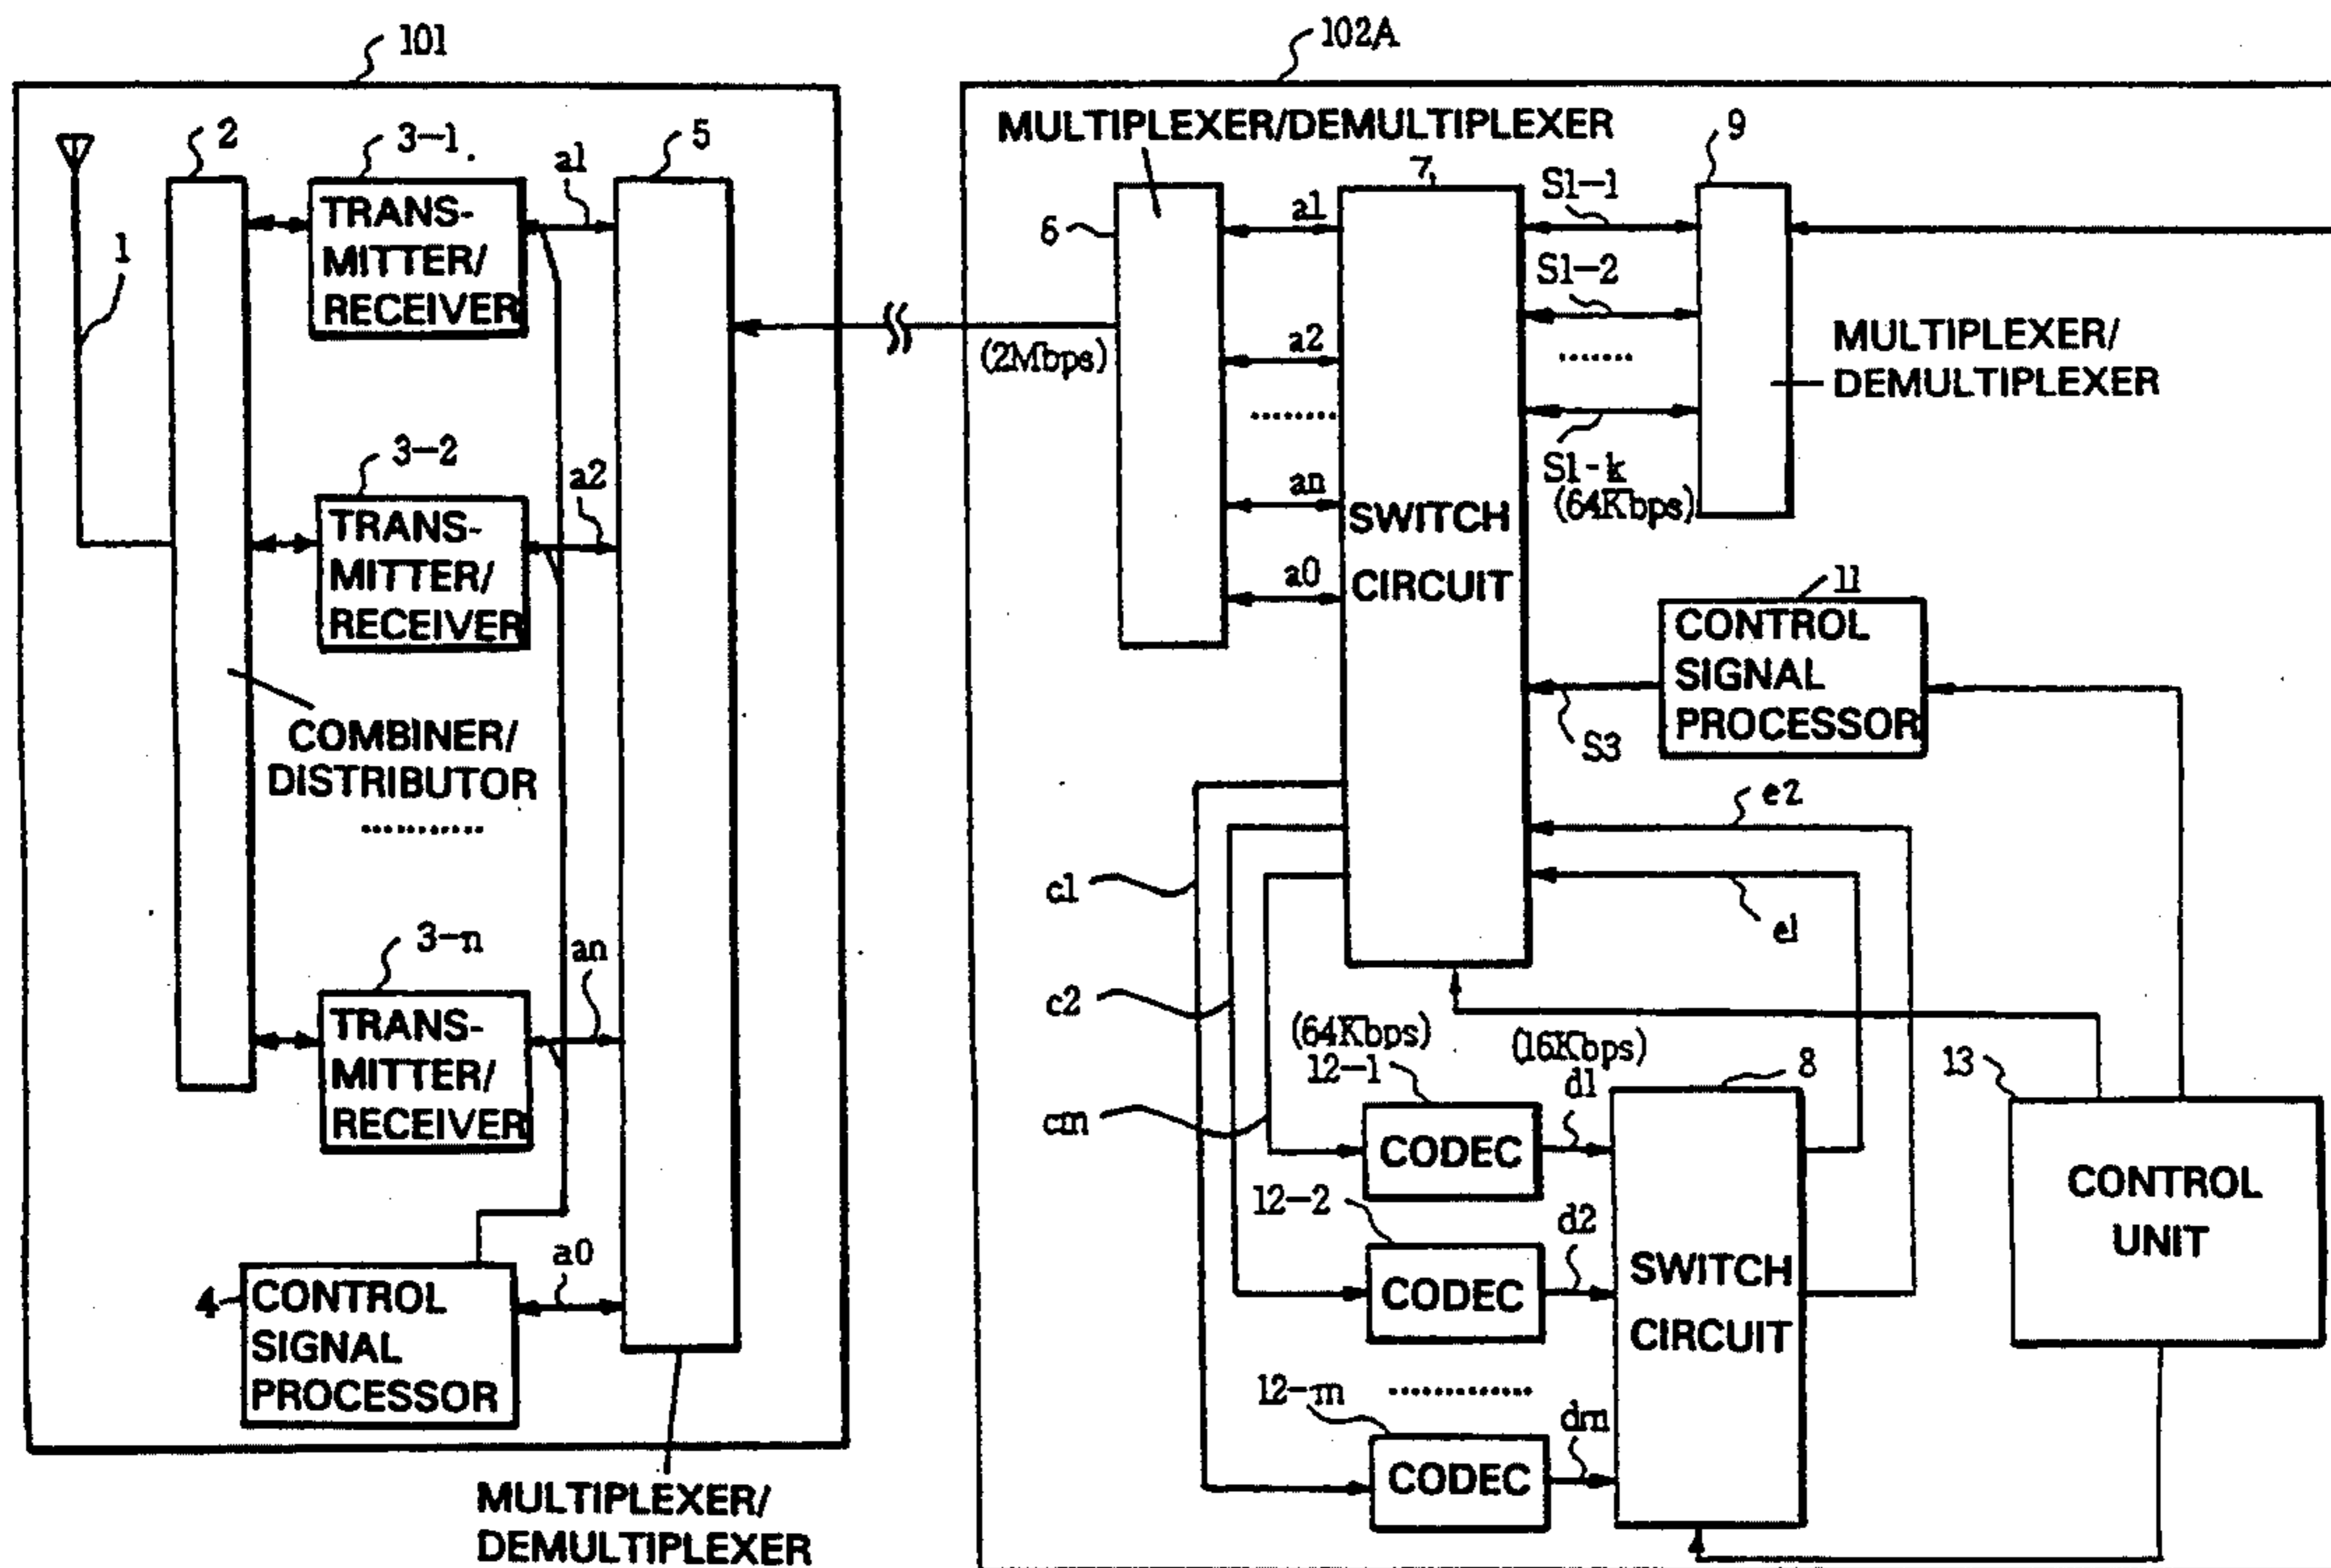 101
102A
2
3-1
a1
5
TRANS-
MITTER/
RECEIVER
1
3-2
a2
TRANS-
MITTER/
RECEIVER
COMBINER/
DISTRIBUTOR
..........
3-n
an
TRANS-
MITTER/
RECEIVER
4
a0
CONTROL
SIGNAL
PROCESSOR
MULTIPLEXER/
DEMULTIPLEXER
MULTIPLEXER/DEMULTIPLEXER
6
(2Mbps)
a1
a2
........
an
a0
7
SWITCH
CIRCUIT
S1-1
S1-2
.......
S1-k
(64Kbps)
9
MULTIPLEXER/
DEMULTIPLEXER
11
CONTROL
SIGNAL
PROCESSOR
S3
e2
e1
c1
c2
cm
(64Kbps)
(16Kbps)
12-1
d1
CODEC
12-2
d2
CODEC
.............
12-m
dm
CODEC
8
SWITCH
CIRCUIT
13
CONTROL
UNIT